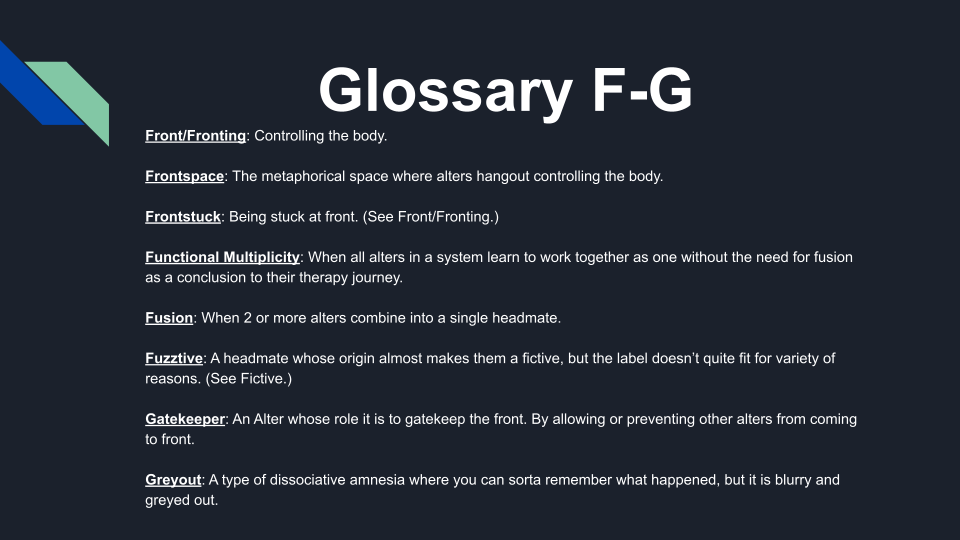 Glossary F-G
Front/Fronting: Controlling the body.
Frontspace: The metaphorical space where alters hangout controlling the body.
Frontstuck: Being stuck at front. (See Front/Fronting.)
Functional Multiplicity: When all alters in a system learn to work together as one without the need for fusion
as a conclusion to their therapy journey.
Fusion: When 2 or more alters combine into a single headmate.
Fuzztive: A headmate whose origin almost makes them a fictive, but the label doesn’t quite fit for variety of
reasons. (See Fictive.)
Gatekeeper: An Alter whose role it is to gatekeep the front. By allowing or preventing other alters from coming
to front.
Greyout: A type of dissociative amnesia where you can sorta remember what happened, but it is blurry and
greyed out.